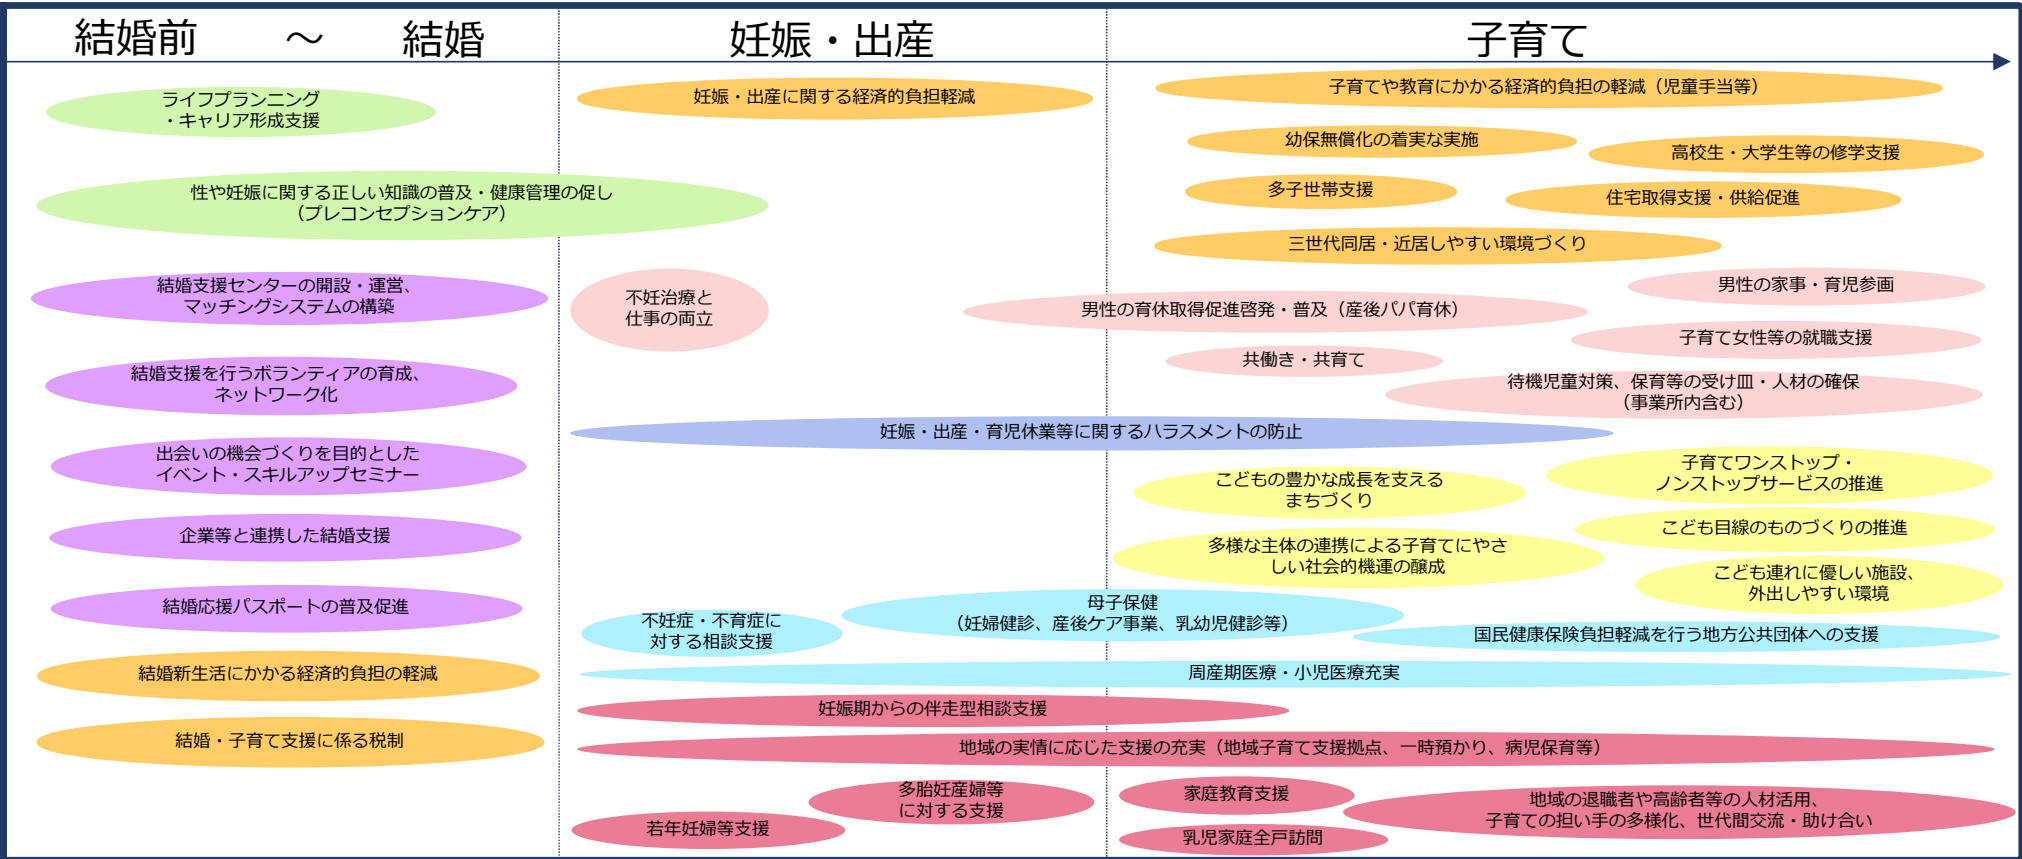 結婚前　～　結婚
妊娠・出産
子育て
ライフプランニング
・キャリア形成支援
性や妊娠に関する正しい知識の普及・健康管理の促し
（プレコンセプションケア）
結婚支援センターの開設・運営、
マッチングシステムの構築
結婚支援を行うボランティアの育成、
ネットワーク化
出会いの機会づくりを目的とした
イベント・スキルアップセミナー
企業等と連携した結婚支援
結婚応援パスポートの普及促進
結婚新生活にかかる経済的負担の軽減
結婚・子育て支援に係る税制
妊娠・出産に関する経済的負担軽減
不妊治療と
仕事の両立
男性の育休取得促進啓発・普及（産後パパ育休）
妊娠・出産・育児休業等に関するハラスメントの防止
不妊症・不育症に
対する相談支援
母子保健
（妊婦健診、産後ケア事業、乳幼児健診等）
周産期医療・小児医療充実
妊娠期からの伴走型相談支援
地域の実情に応じた支援の充実（地域子育て支援拠点、一時預かり、病児保育等）
多胎妊産婦等
に対する支援
若年妊婦等支援
子育てや教育にかかる経済的負担の軽減（児童手当等）
幼保無償化の着実な実施
高校生・大学生等の修学支援
多子世帯支援
住宅取得支援・供給促進
三世代同居・近居しやすい環境づくり
男性の家事・育児参画
子育て女性等の就職支援
共働き・共育て
待機児童対策、保育等の受け皿・人材の確保
（事業所内含む）
こどもの豊かな成長を支える
まちづくり
子育てワンストップ・
ノンストップサービスの推進
こども目線のものづくりの推進
多様な主体の連携による子育てにやさ
しい社会的機運の醸成
こども連れに優しい施設、
外出しやすい環境
国民健康保険負担軽減を行う地方公共団体への支援
家庭教育支援
地域の退職者や高齢者等の人材活用、
子育ての担い手の多様化、世代間交流・助け合い
乳児家庭全戸訪問